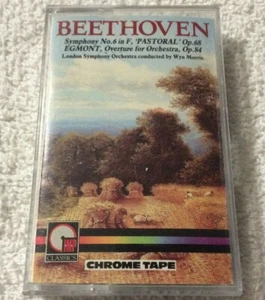 BEETHOVEN
Symphony No.6 in F, 'PASTORAL' Op.68
EGMONT, Overture for Orchestra, Op.84
London Symphony Orchestra conducted by Wyn Morris.
CLASSICS
CHROME TAPE